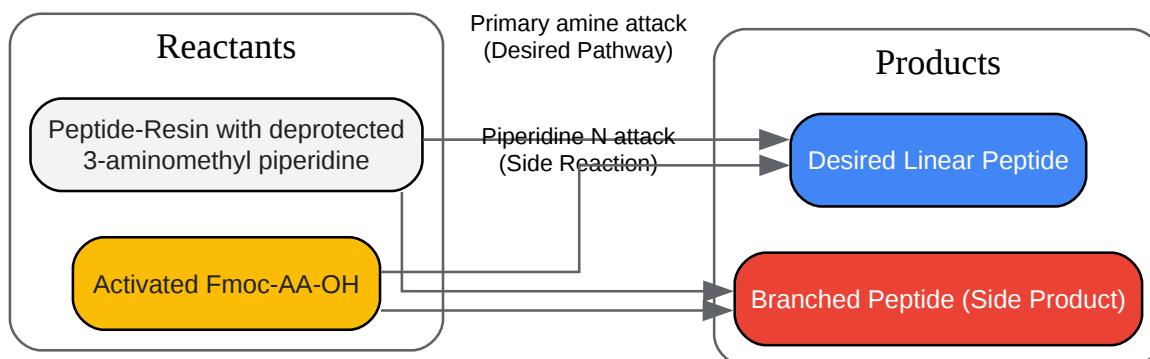 Reactants
Peptide-Resin with deprotected
3-aminomethyl piperidine
Activated Fmoc-AA-OH
Primary amine attack
(Desired Pathway)
Piperidine N attack
(Side Reaction)
Products
Desired Linear Peptide
Branched Peptide (Side Product)